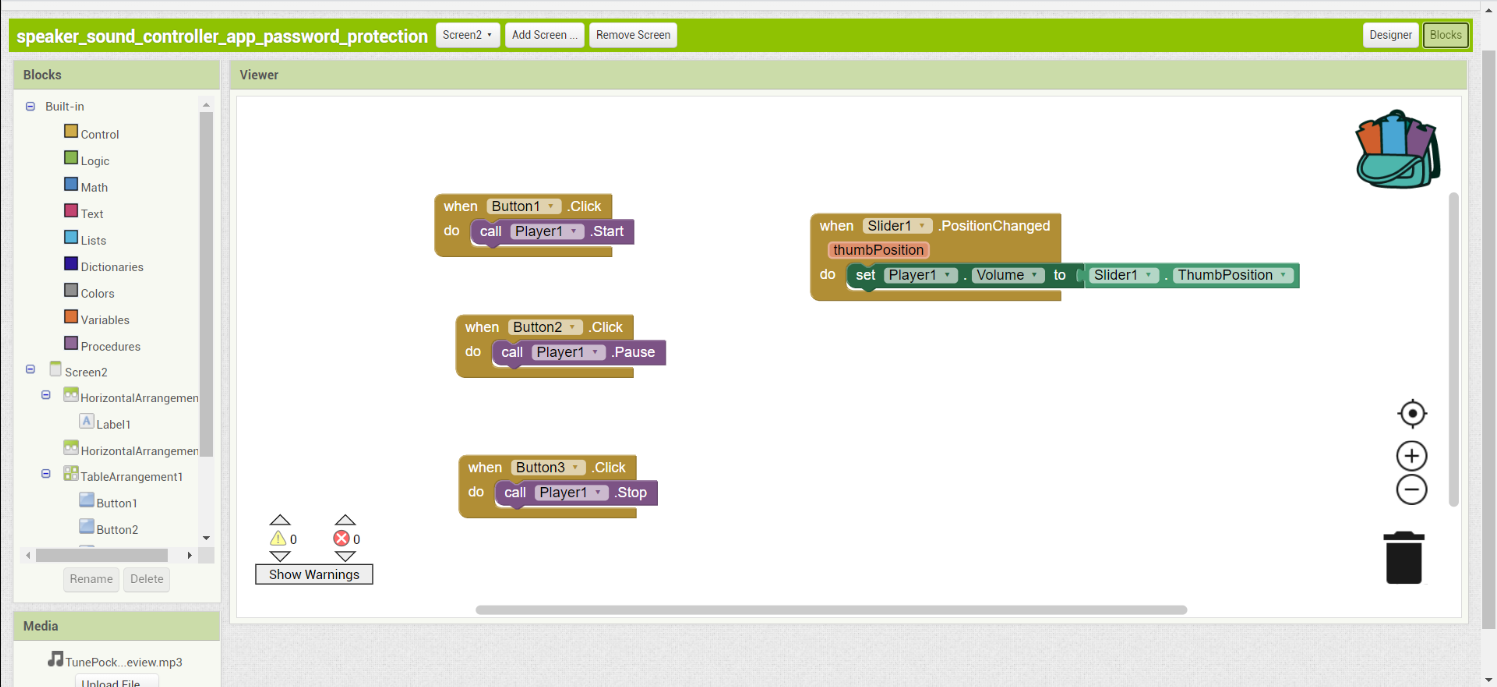 speaker_sound_controller_app_password_protection Screen2 Add Screen ... Remove Screen Designer Blocks
Blocks
Built-in
Control
Logic
Math
Text
Lists
Dictionaries
Colors
Variables
Procedures
Screen2
HorizontalArrangemen
Label1
HorizontalArrangemen
TableArrangement1
Button1
Button2
Rename Delete
Media
TunePock...eview.mp3
Upload File
Viewer
when Button1 .Click
do call Player1 .Start
when Button2 .Click
do call Player1 .Pause
when Button3 .Click
do call Player1 .Stop
when Slider1 .PositionChanged
thumbPosition
do set Player1 . Volume to Slider1 . ThumbPosition
0 0
Show Warnings